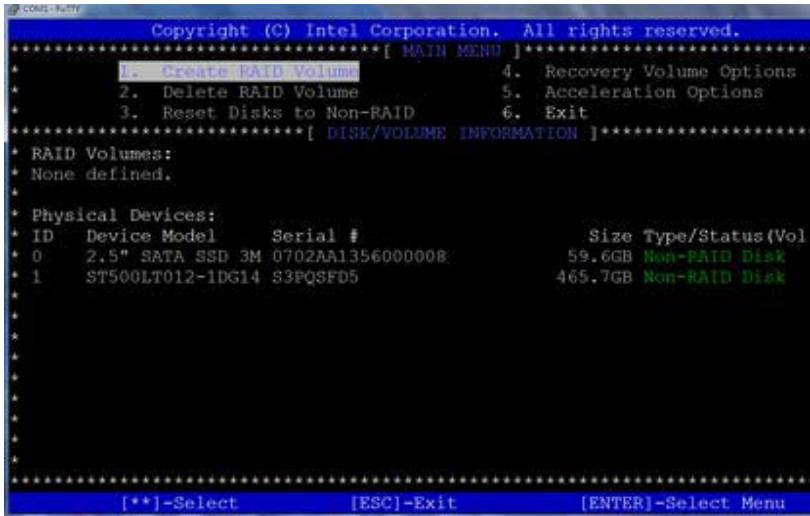 COM1 - PuTTY
Copyright (C) Intel Corporation. All rights reserved.
[ MAIN MENU ]
1. Create RAID Volume 4. Recovery Volume Options
2. Delete RAID Volume 5. Acceleration Options
3. Reset Disks to Non-RAID 6. Exit
[ DISK/VOLUME INFORMATION ]
RAID Volumes:
None defined.
Physical Devices:
ID Device Model Serial # Size Type/Status(Vol
0 2.5" SATA SSD 3M 0702AA1356000008 59.6GB Non-RAID Disk
1 ST500LT012-1DG14 S3PQSFD5 465.7GB Non-RAID Disk
[**]-Select [ESC]-Exit [ENTER]-Select Menu